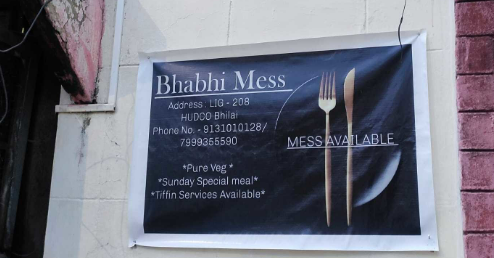 Bhabhi Mess
Address: LIG - 208
HUDCO Bhilai
Phone No. - 9131010128/
7999355590
MESS AVAILABLE
*Pure Veg *
*Sunday Special meal*
*Tiffin Services Available*